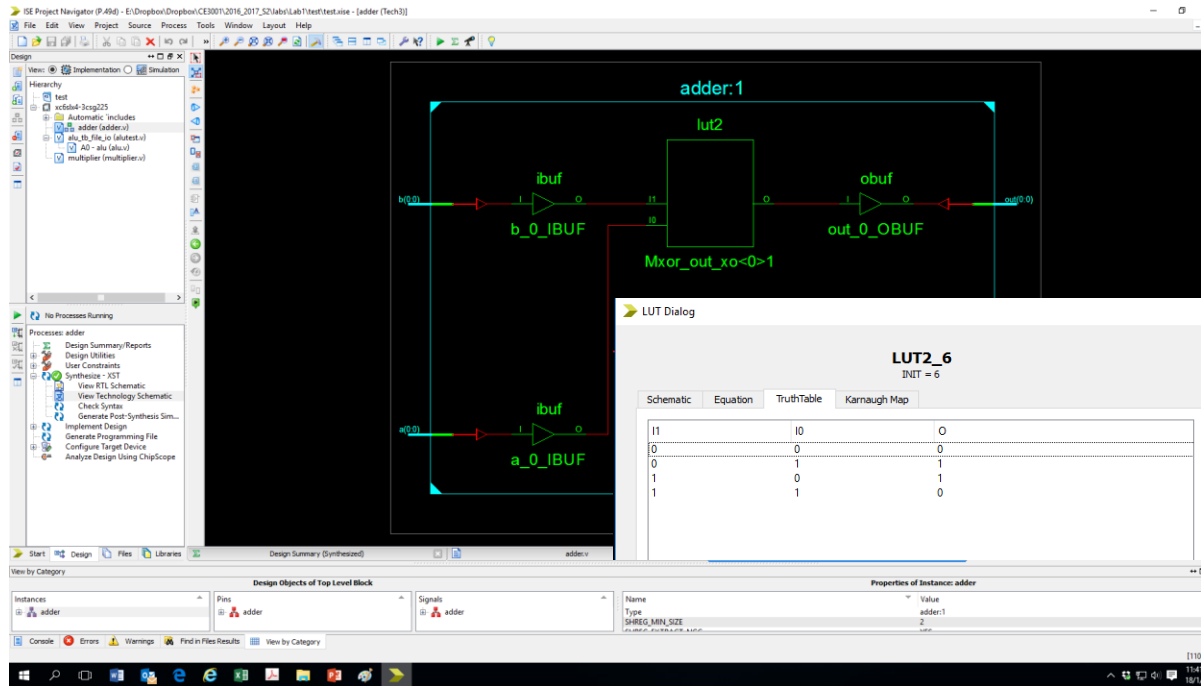 ISE Project Navigator (P.49d) - E:\Dropbox\Dropbox\CE3001\2016_2017_S2\labs\Lab1\test\test.xise - [adder (Tech3)]
File Edit View Project Source Process Tools Window Layout Help
Design
View: Implementation Simulation
Hierarchy
test
xc6slx4-3csg225
Automatic `includes
adder (adder.v)
alu_tb_file_io (alutest.v)
A0 - alu (alu.v)
multiplier (multiplier.v)
No Processes Running
Processes: adder
Design Summary/Reports
Design Utilities
User Constraints
Synthesize - XST
View RTL Schematic
View Technology Schematic
Check Syntax
Generate Post-Synthesis Sim...
Implement Design
Generate Programming File
Configure Target Device
Analyze Design Using ChipScope
Start Design Files Libraries
Design Summary (Synthesized) adder.v
adder:1
lut2
ibuf
obuf
b(0:0) I O I1 O I O out(0:0)
I0
b_0_IBUF
out_0_OBUF
Mxor_out_xo<0>1
ibuf
a(0:0) I O
a_0_IBUF
LUT Dialog
LUT2_6
INIT = 6
Schematic Equation TruthTable Karnaugh Map
I1 I0 O
0 0 0
0 1 1
1 0 1
1 1 0
View by Category
Design Objects of Top Level Block Properties of Instance: adder
Instances Pins Signals Name Value
adder adder adder Type adder:1
SHREG_MIN_SIZE 2
Console Errors Warnings Find in Files Results View by Category
[110
11:4
18/1